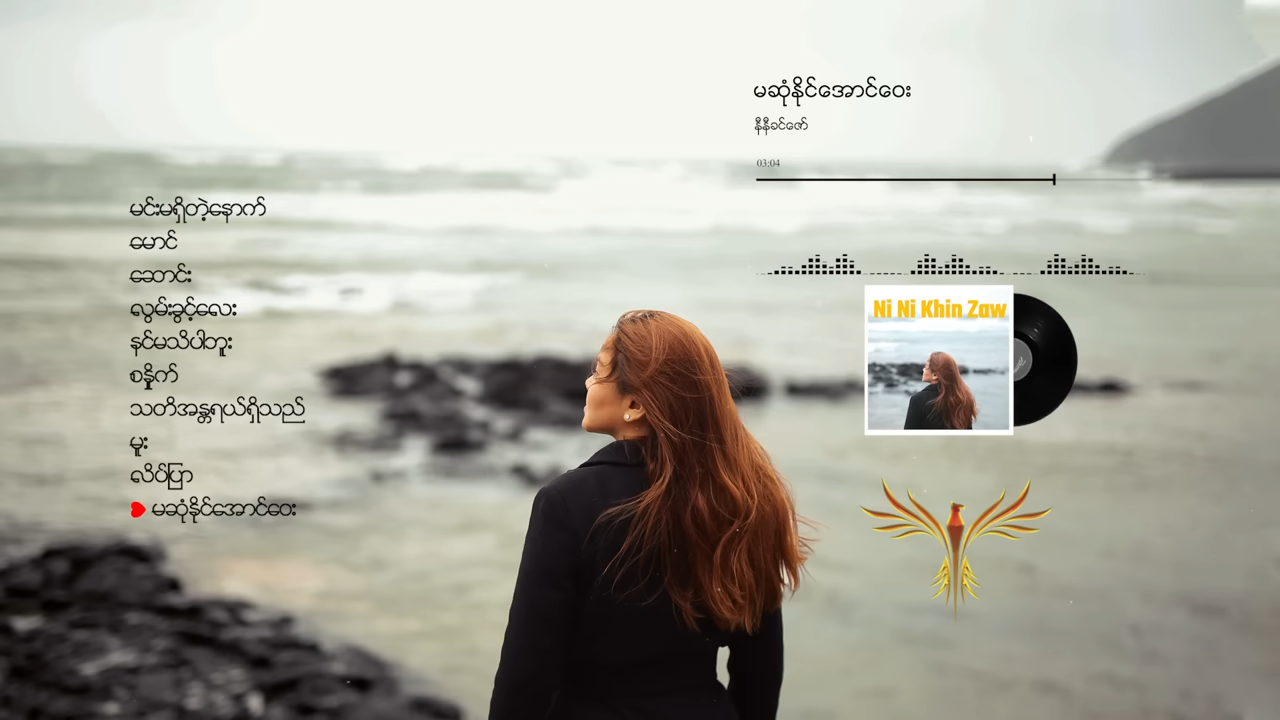 မဆုံနိုင်အောင်ဝေး
နီနီခင်ဇော်
03:04
မင်းမရှိတဲ့နောက်
မောင်
ဆောင်း
လွမ်းခွင့်လေး
နင်မသိပါဘူး
စနှိုက်
သတိအန္တရာယ်ရှိသည်
မူး
လိပ်ပြာ
မဆုံနိုင်အောင်ဝေး
Ni Ni Khin Zaw